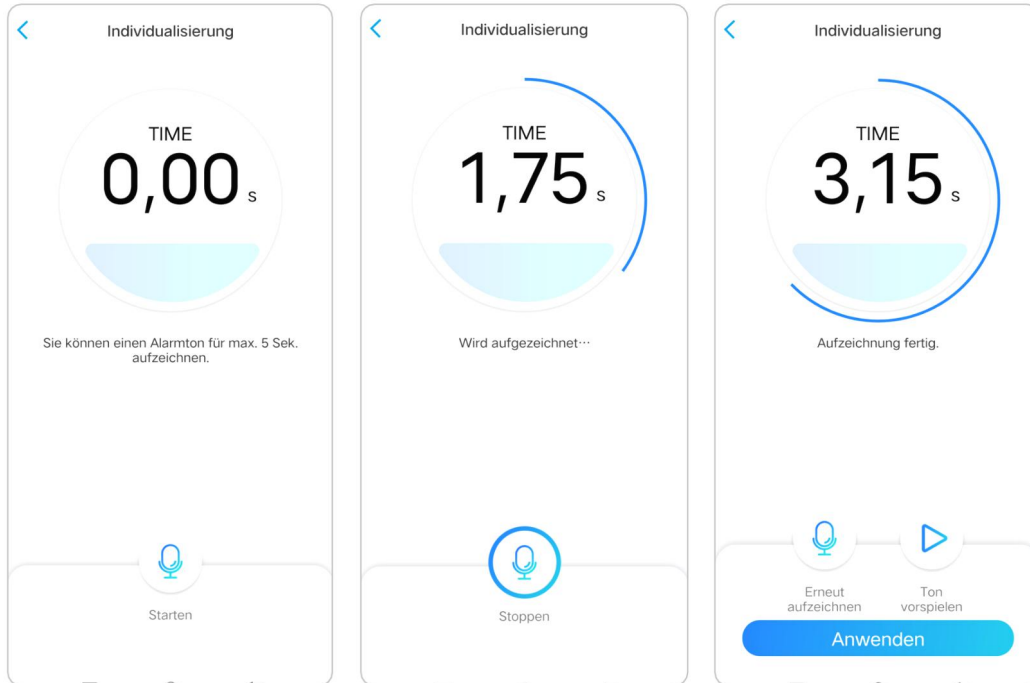 Individualisierung
TIME
0,00 s
Sie können einen Alarmton für max. 5 Sek.
aufzeichnen.
Starten
Individualisierung
TIME
1,75 s
Wird aufgezeichnet···
Stoppen
Individualisierung
TIME
3,15 s
Aufzeichnung fertig.
Erneut
aufzeichnen
Ton
vorspielen
Anwenden